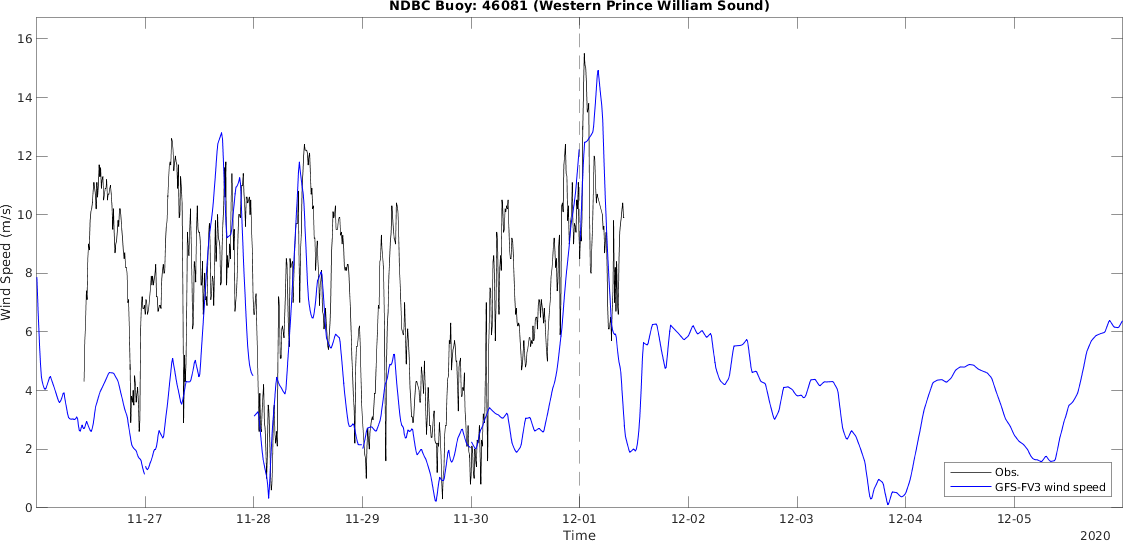 NDBC Buoy: 46081 (Western Prince William Sound)
16
14
12
10
8
6
4
2
0
Wind Speed (m/s)
Obs.
GFS-FV3 wind speed
11-27 11-28 11-29 11-30 12-01 12-02 12-03 12-04 12-05
Time
2020